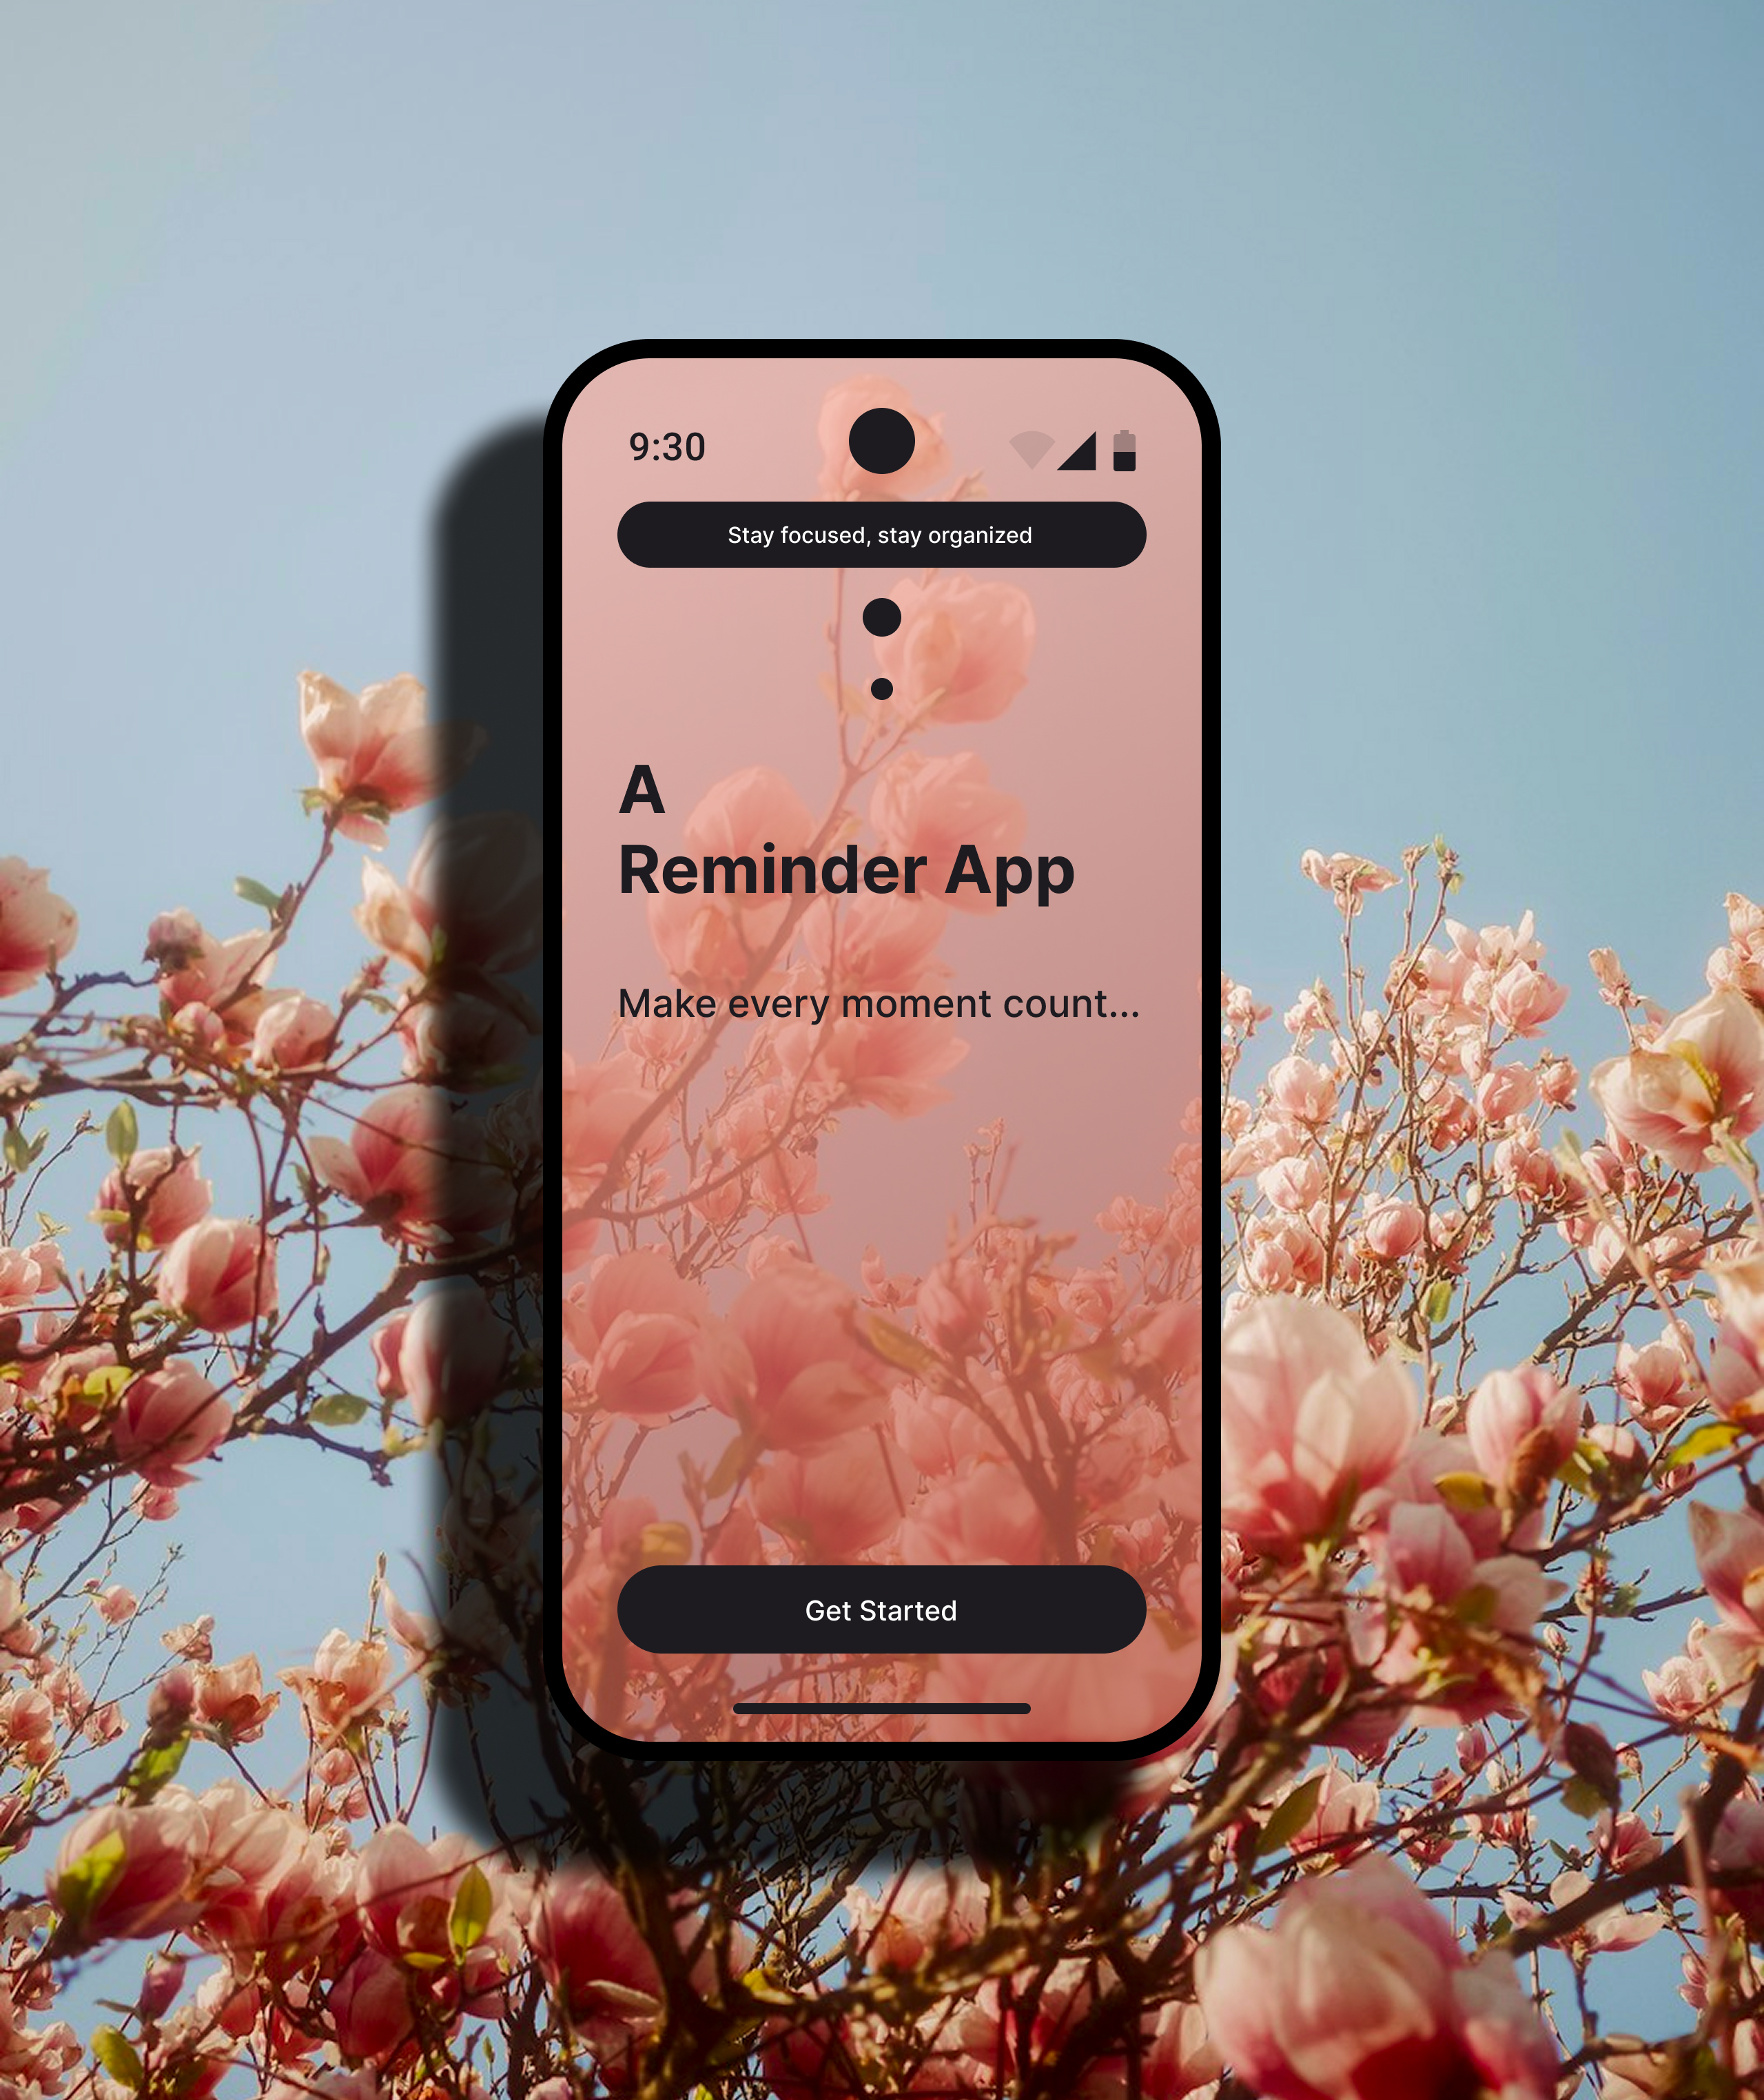 9:30
Stay focused, stay organized
A
Reminder App
Make every moment count...
Get Started